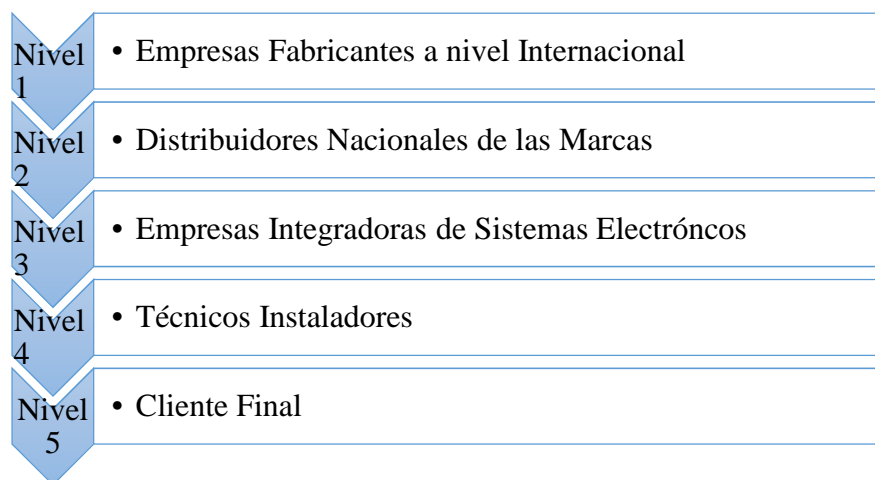 Nivel
1
• Empresas Fabricantes a nivel Internacional
Nivel
2
• Distribuidores Nacionales de las Marcas
Nivel
3
• Empresas Integradoras de Sistemas Electróncos
Nivel
4
• Técnicos Instaladores
Nivel
5
• Cliente Final